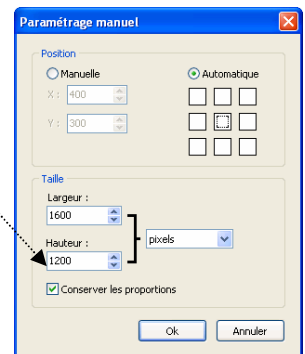 Paramétrage manuel
Position
Manuelle
Automatique
X : 400
Y : 300
Taille
Largeur :
1600
pixels
Hauteur :
1200
Conserver les proportions
Ok
Annuler